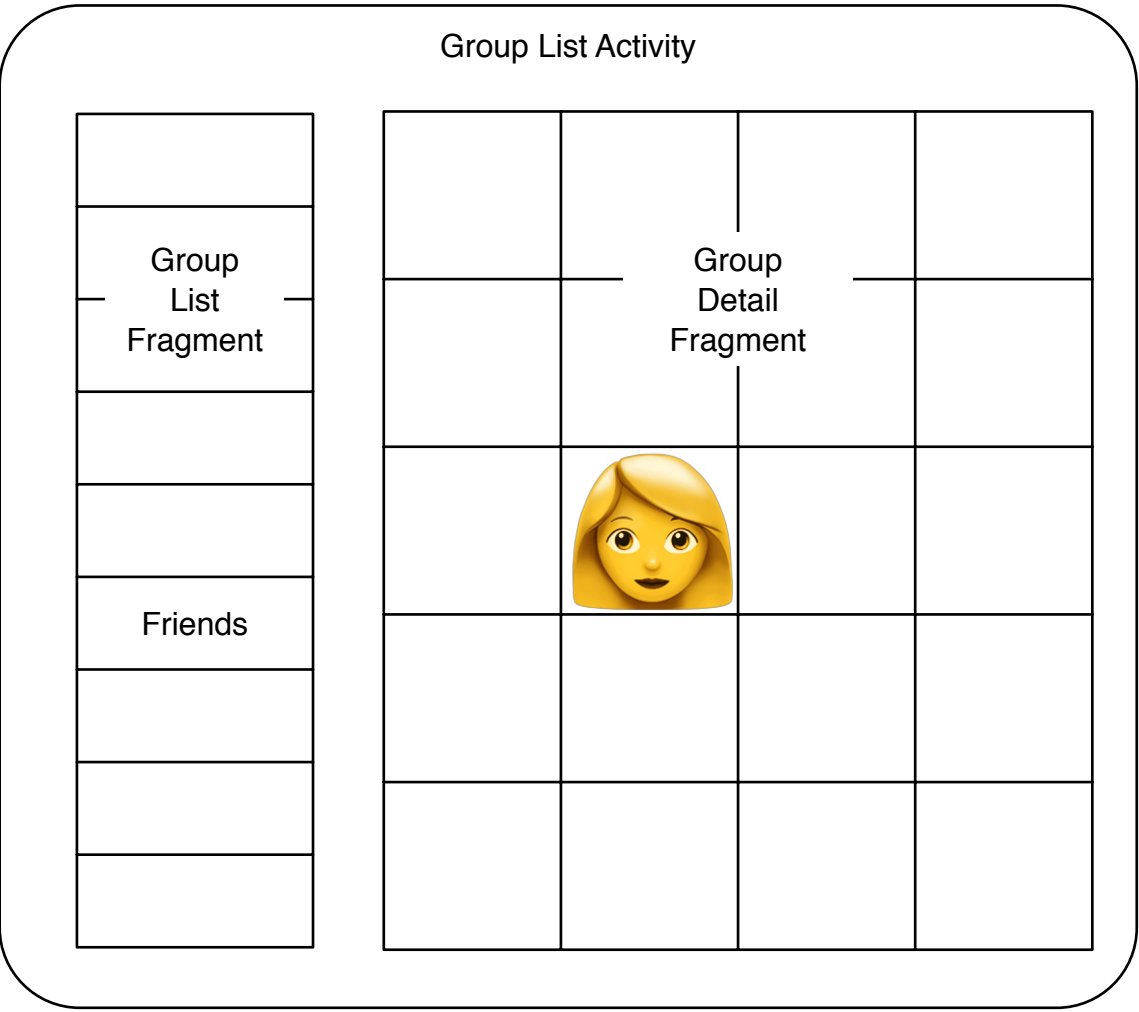 Group List Activity
Group
List
Fragment
Group
Detail
Fragment
Friends